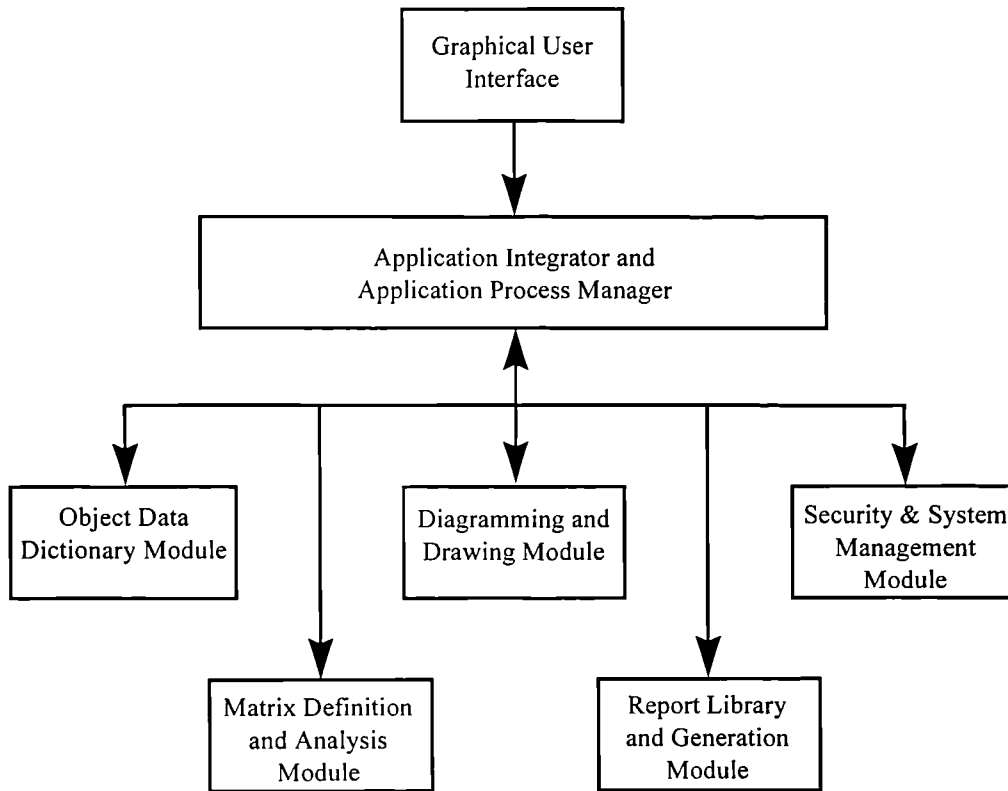 Graphical User
Interface
Application Integrator and
Application Process Manager
Object Data
Dictionary Module
Diagramming and
Drawing Module
Security & System
Management
Module
Matrix Definition
and Analysis
Module
Report Library
and Generation
Module